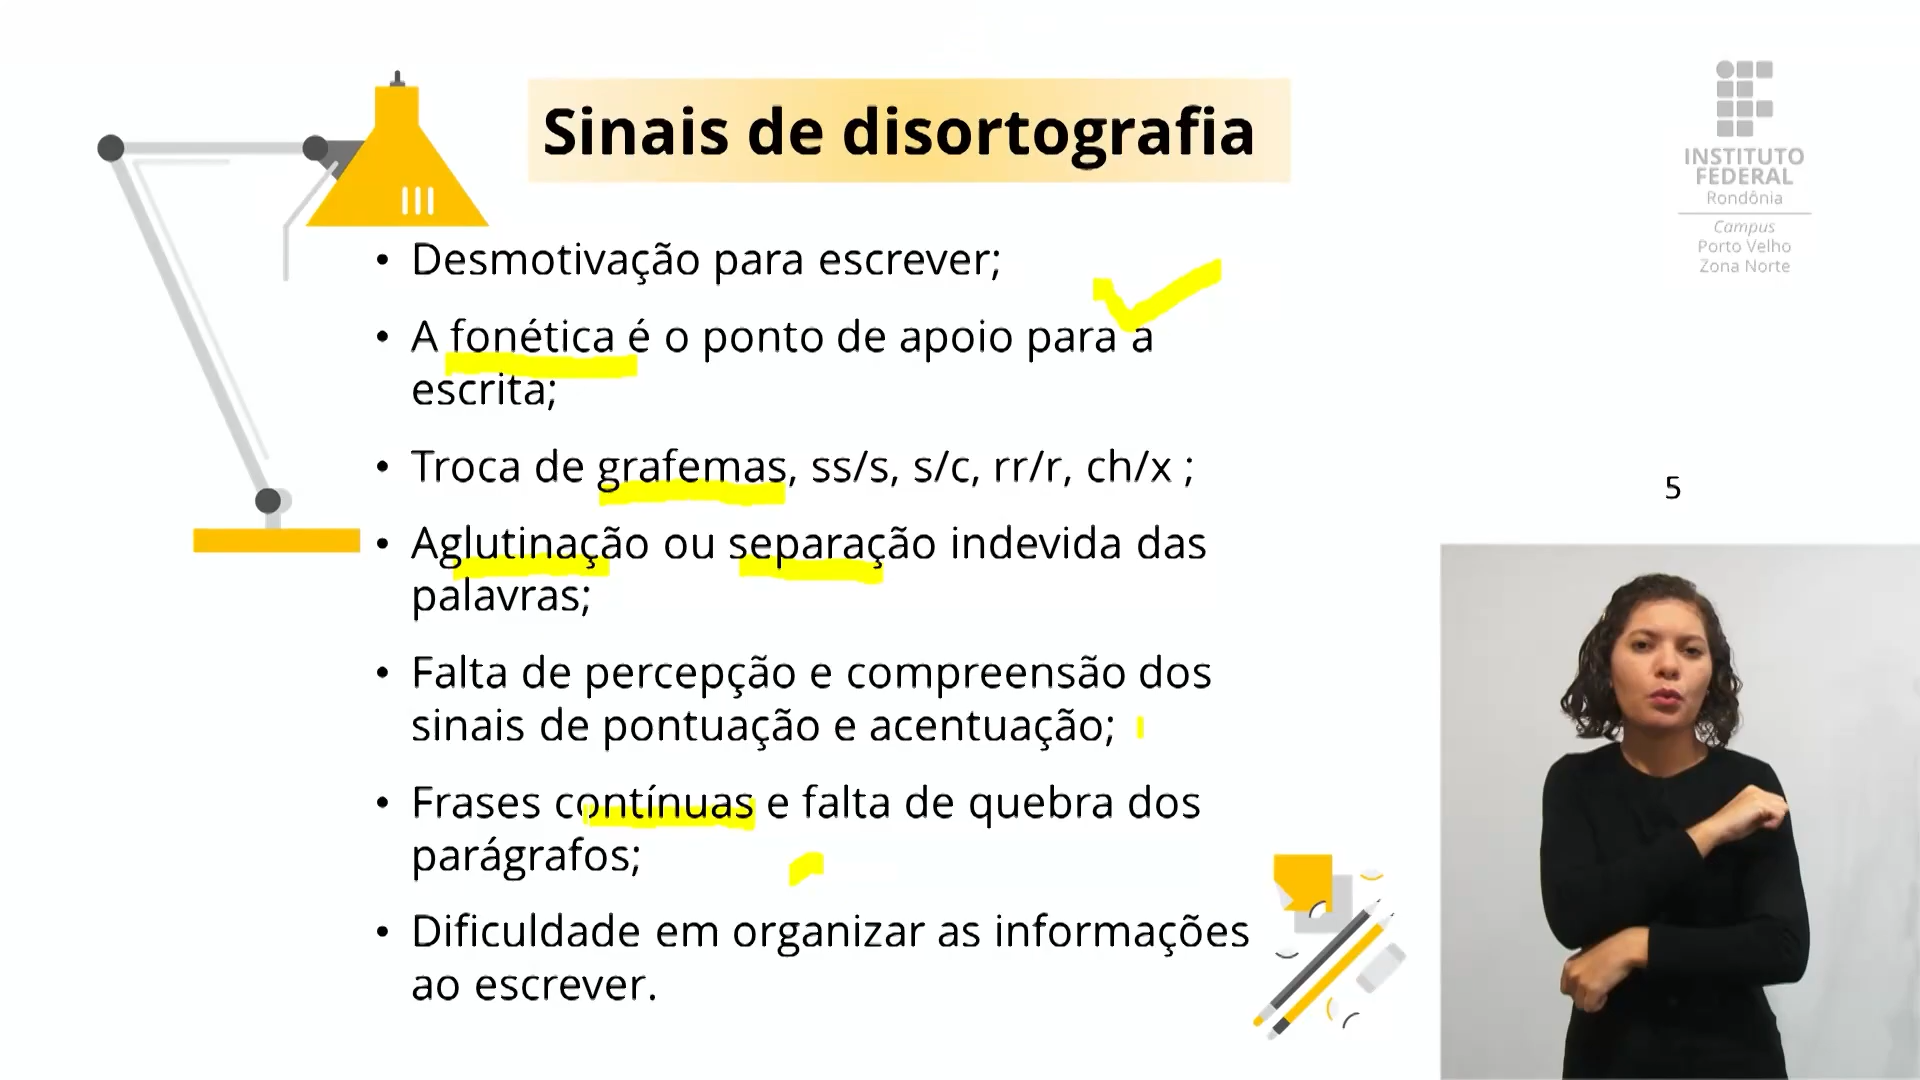 Sinais de disortografia
INSTITUTO
FEDERAL
Rondônia
Campus
Porto Velho
Zona Norte
• Desmotivação para escrever;
• A fonética é o ponto de apoio para a
escrita;
• Troca de grafemas, ss/s, s/c, rr/r, ch/x ;
5
• Aglutinação ou separação indevida das
palavras;
• Falta de percepção e compreensão dos
sinais de pontuação e acentuação;
• Frases contínuas e falta de quebra dos
parágrafos;
• Dificuldade em organizar as informações
ao escrever.